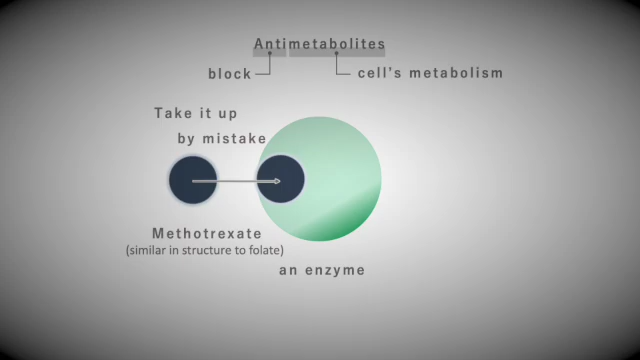 Antimetabolites
block
cell's metabolism
Take it up
by mistake
Methotrexate
(similar in structure to folate)
an enzyme